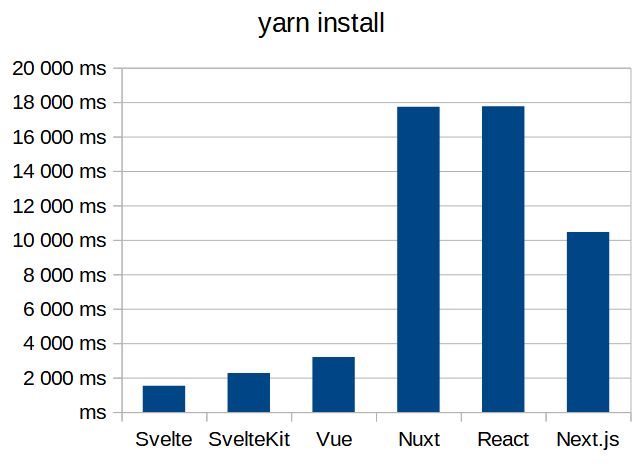 yarn install
20 000 ms
18 000 ms
16 000 ms
14 000 ms
12 000 ms
10 000 ms
8 000 ms
6 000 ms
4 000 ms
2 000 ms
ms
Svelte SvelteKit Vue Nuxt React Next.js